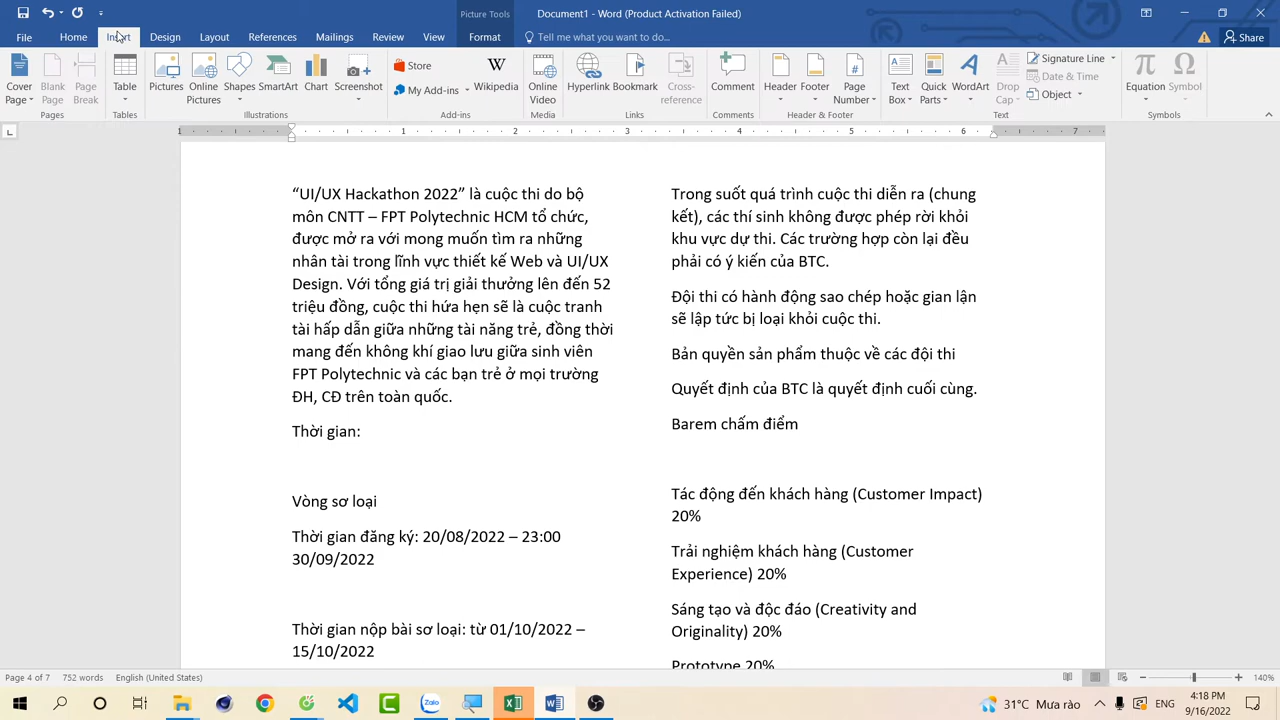 Picture Tools
Document1 - Word (Product Activation Failed)
File Home Insert Design Layout References Mailings Review View Format Tell me what you want to do... Share
Cover Page Blank Page Page Break Table Pictures Online Pictures Shapes SmartArt Chart Screenshot Store My Add-ins Wikipedia Online Video Hyperlink Bookmark Cross-reference Comment Header Footer Page Number Text Box Quick Parts WordArt Drop Cap Signature Line Date & Time Object Equation Symbol
Pages Tables Illustrations Add-ins Media Links Comments Header & Footer Text Symbols
1 1 2 3 4 5 6 7
“UI/UX Hackathon 2022” là cuộc thi do bộ
môn CNTT – FPT Polytechnic HCM tổ chức,
được mở ra với mong muốn tìm ra những
nhân tài trong lĩnh vực thiết kế Web và UI/UX
Design. Với tổng giá trị giải thưởng lên đến 52
triệu đồng, cuộc thi hứa hẹn sẽ là cuộc tranh
tài hấp dẫn giữa những tài năng trẻ, đồng thời
mang đến không khí giao lưu giữa sinh viên
FPT Polytechnic và các bạn trẻ ở mọi trường
ĐH, CĐ trên toàn quốc.
Thời gian:
Vòng sơ loại
Thời gian đăng ký: 20/08/2022 – 23:00
30/09/2022
Thời gian nộp bài sơ loại: từ 01/10/2022 –
15/10/2022
Trong suốt quá trình cuộc thi diễn ra (chung
kết), các thí sinh không được phép rời khỏi
khu vực dự thi. Các trường hợp còn lại đều
phải có ý kiến của BTC.
Đội thi có hành động sao chép hoặc gian lận
sẽ lập tức bị loại khỏi cuộc thi.
Bản quyền sản phẩm thuộc về các đội thi
Quyết định của BTC là quyết định cuối cùng.
Barem chấm điểm
Tác động đến khách hàng (Customer Impact)
20%
Trải nghiệm khách hàng (Customer
Experience) 20%
Sáng tạo và độc đáo (Creativity and
Originality) 20%
Prototype 20%
Page 4 of 7 752 words English (United States) 140%
Zalo
31°C Mưa rào ENG 4:18 PM
9/16/2022